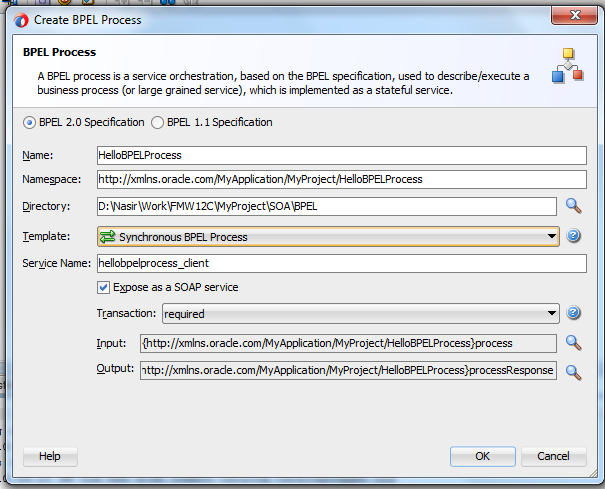 Create BPEL Process
BPEL Process
A BPEL process is a service orchestration, based on the BPEL specification, used to describe/execute a
business process (or large grained service), which is implemented as a stateful service.
BPEL 2.0 Specification BPEL 1.1 Specification
Name: HelloBPELProcess
Namespace: http://xmlns.oracle.com/MyApplication/MyProject/HelloBPELProcess
Directory: D:\Nasir\Work\FMW12C\MyProject\SOA\BPEL
Template: Synchronous BPEL Process
Service Name: hellobpelprocess_client
Expose as a SOAP service
Transaction: required
Input: {http://xmlns.oracle.com/MyApplication/MyProject/HelloBPELProcess}process
Output: http://xmlns.oracle.com/MyApplication/MyProject/HelloBPELProcess}processResponse
Help OK Cancel